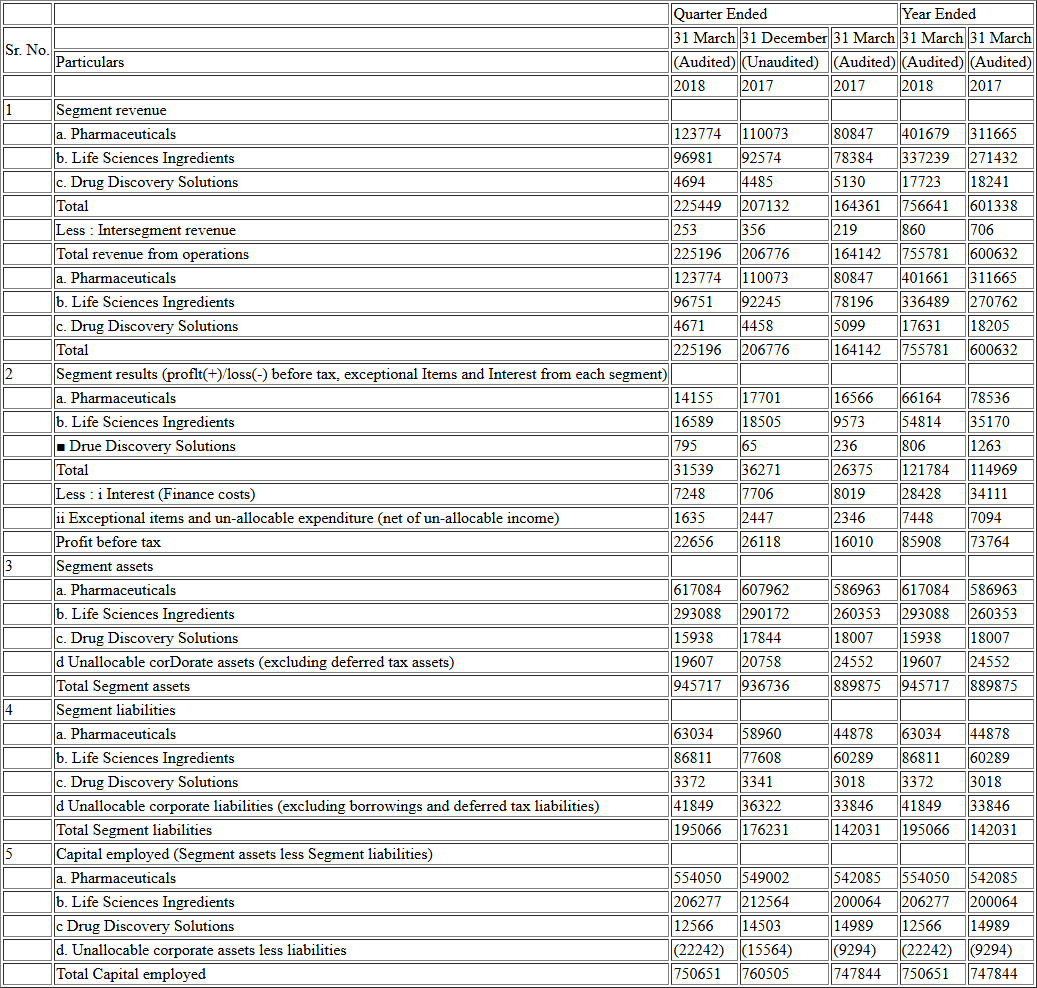 Quarter Ended Year Ended
Sr. No. 31 March 31 December 31 March 31 March 31 March
Particulars (Audited) (Unaudited) (Audited) (Audited) (Audited)
2018 2017 2017 2018 2017
1 Segment revenue
a. Pharmaceuticals 123774 110073 80847 401679 311665
b. Life Sciences Ingredients 96981 92574 78384 337239 271432
c. Drug Discovery Solutions 4694 4485 5130 17723 18241
Total 225449 207132 164361 756641 601338
Less : Intersegment revenue 253 356 219 860 706
Total revenue from operations 225196 206776 164142 755781 600632
a. Pharmaceuticals 123774 110073 80847 401661 311665
b. Life Sciences Ingredients 96751 92245 78196 336489 270762
c. Drug Discovery Solutions 4671 4458 5099 17631 18205
Total 225196 206776 164142 755781 600632
2 Segment results (proflt(+)/loss(-) before tax, exceptional Items and Interest from each segment)
a. Pharmaceuticals 14155 17701 16566 66164 78536
b. Life Sciences Ingredients 16589 18505 9573 54814 35170
■ Drue Discovery Solutions 795 65 236 806 1263
Total 31539 36271 26375 121784 114969
Less : i Interest (Finance costs) 7248 7706 8019 28428 34111
ii Exceptional items and un-allocable expenditure (net of un-allocable income) 1635 2447 2346 7448 7094
Profit before tax 22656 26118 16010 85908 73764
3 Segment assets
a. Pharmaceuticals 617084 607962 586963 617084 586963
b. Life Sciences Ingredients 293088 290172 260353 293088 260353
c. Drug Discovery Solutions 15938 17844 18007 15938 18007
d Unallocable corDorate assets (excluding deferred tax assets) 19607 20758 24552 19607 24552
Total Segment assets 945717 936736 889875 945717 889875
4 Segment liabilities
a. Pharmaceuticals 63034 58960 44878 63034 44878
b. Life Sciences Ingredients 86811 77608 60289 86811 60289
c. Drug Discovery Solutions 3372 3341 3018 3372 3018
d Unallocable corporate liabilities (excluding borrowings and deferred tax liabilities) 41849 36322 33846 41849 33846
Total Segment liabilities 195066 176231 142031 195066 142031
5 Capital employed (Segment assets less Segment liabilities)
a. Pharmaceuticals 554050 549002 542085 554050 542085
b. Life Sciences Ingredients 206277 212564 200064 206277 200064
c Drug Discovery Solutions 12566 14503 14989 12566 14989
d. Unallocable corporate assets less liabilities (22242) (15564) (9294) (22242) (9294)
Total Capital employed 750651 760505 747844 750651 747844